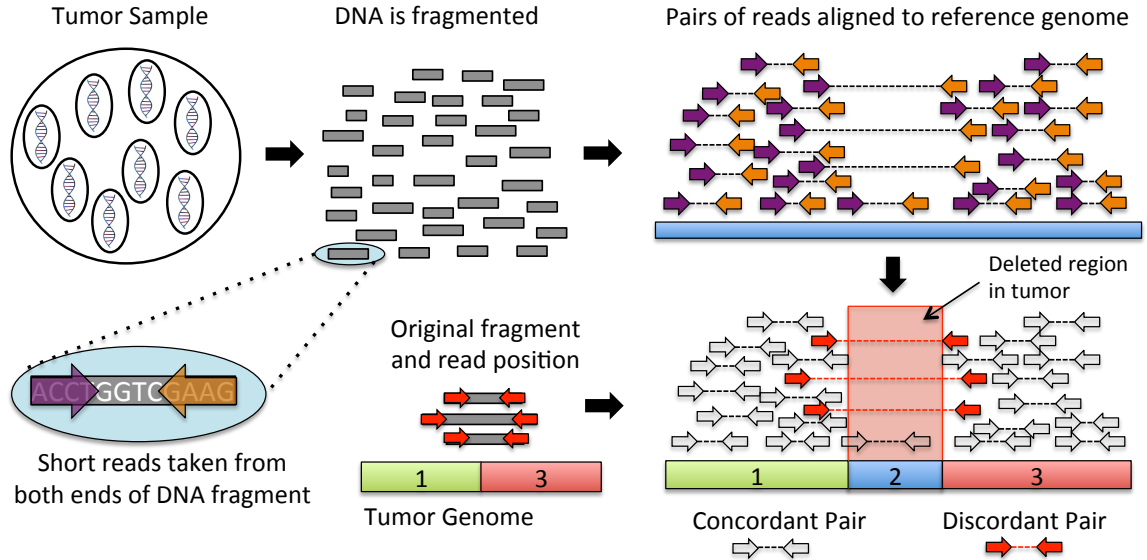 Tumor Sample
DNA is fragmented
Pairs of reads aligned to reference genome
Deleted region
in tumor
Original fragment
and read position
ACCTGGTCGAAG
Short reads taken from
both ends of DNA fragment
1 3
Tumor Genome
1 2 3
Concordant Pair
Discordant Pair